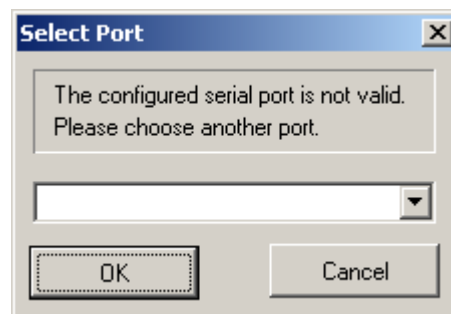 Select Port
The configured serial port is not valid.
Please choose another port.
OK
Cancel